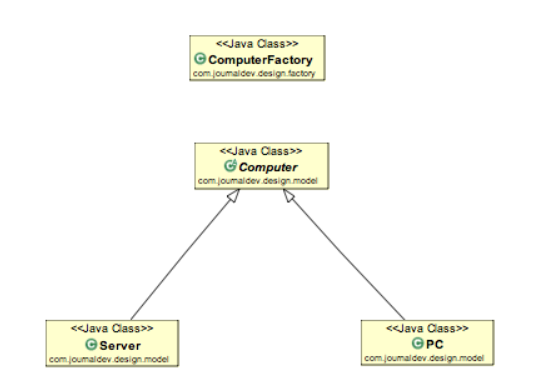 <<Java Class>>
ComputerFactory
com.journaldev.design.factory
<<Java Class>>
Computer
com.journaldev.design.model
<<Java Class>>
Server
com.journaldev.design.model
<<Java Class>>
PC
com.journaldev.design.model